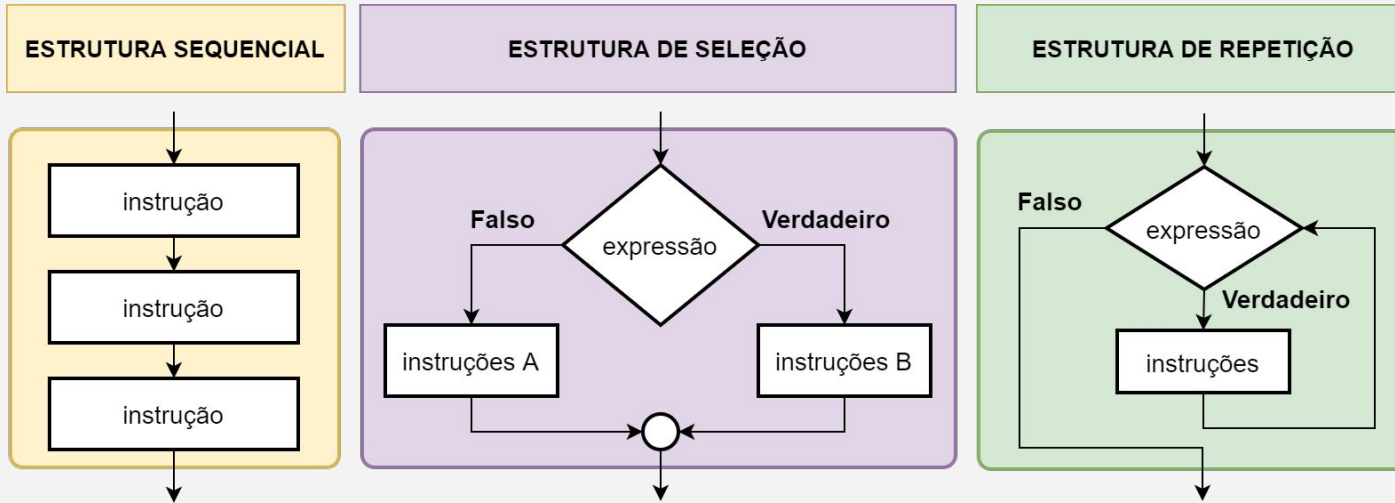 ESTRUTURA SEQUENCIAL
instrução
instrução
instrução
ESTRUTURA DE SELEÇÃO
expressão
Falso
Verdadeiro
instruções A
instruções B
ESTRUTURA DE REPETIÇÃO
expressão
Falso
Verdadeiro
instruções